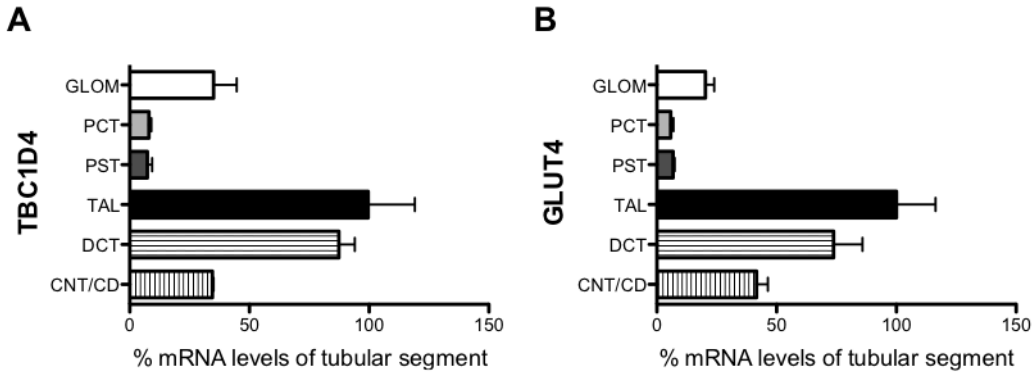 A
TBC1D4
GLOM
PCT
PST
TAL
DCT
CNT/CD
0 50 100 150
% mRNA levels of tubular segment
B
GLUT4
GLOM
PCT
PST
TAL
DCT
CNT/CD
0 50 100 150
% mRNA levels of tubular segment